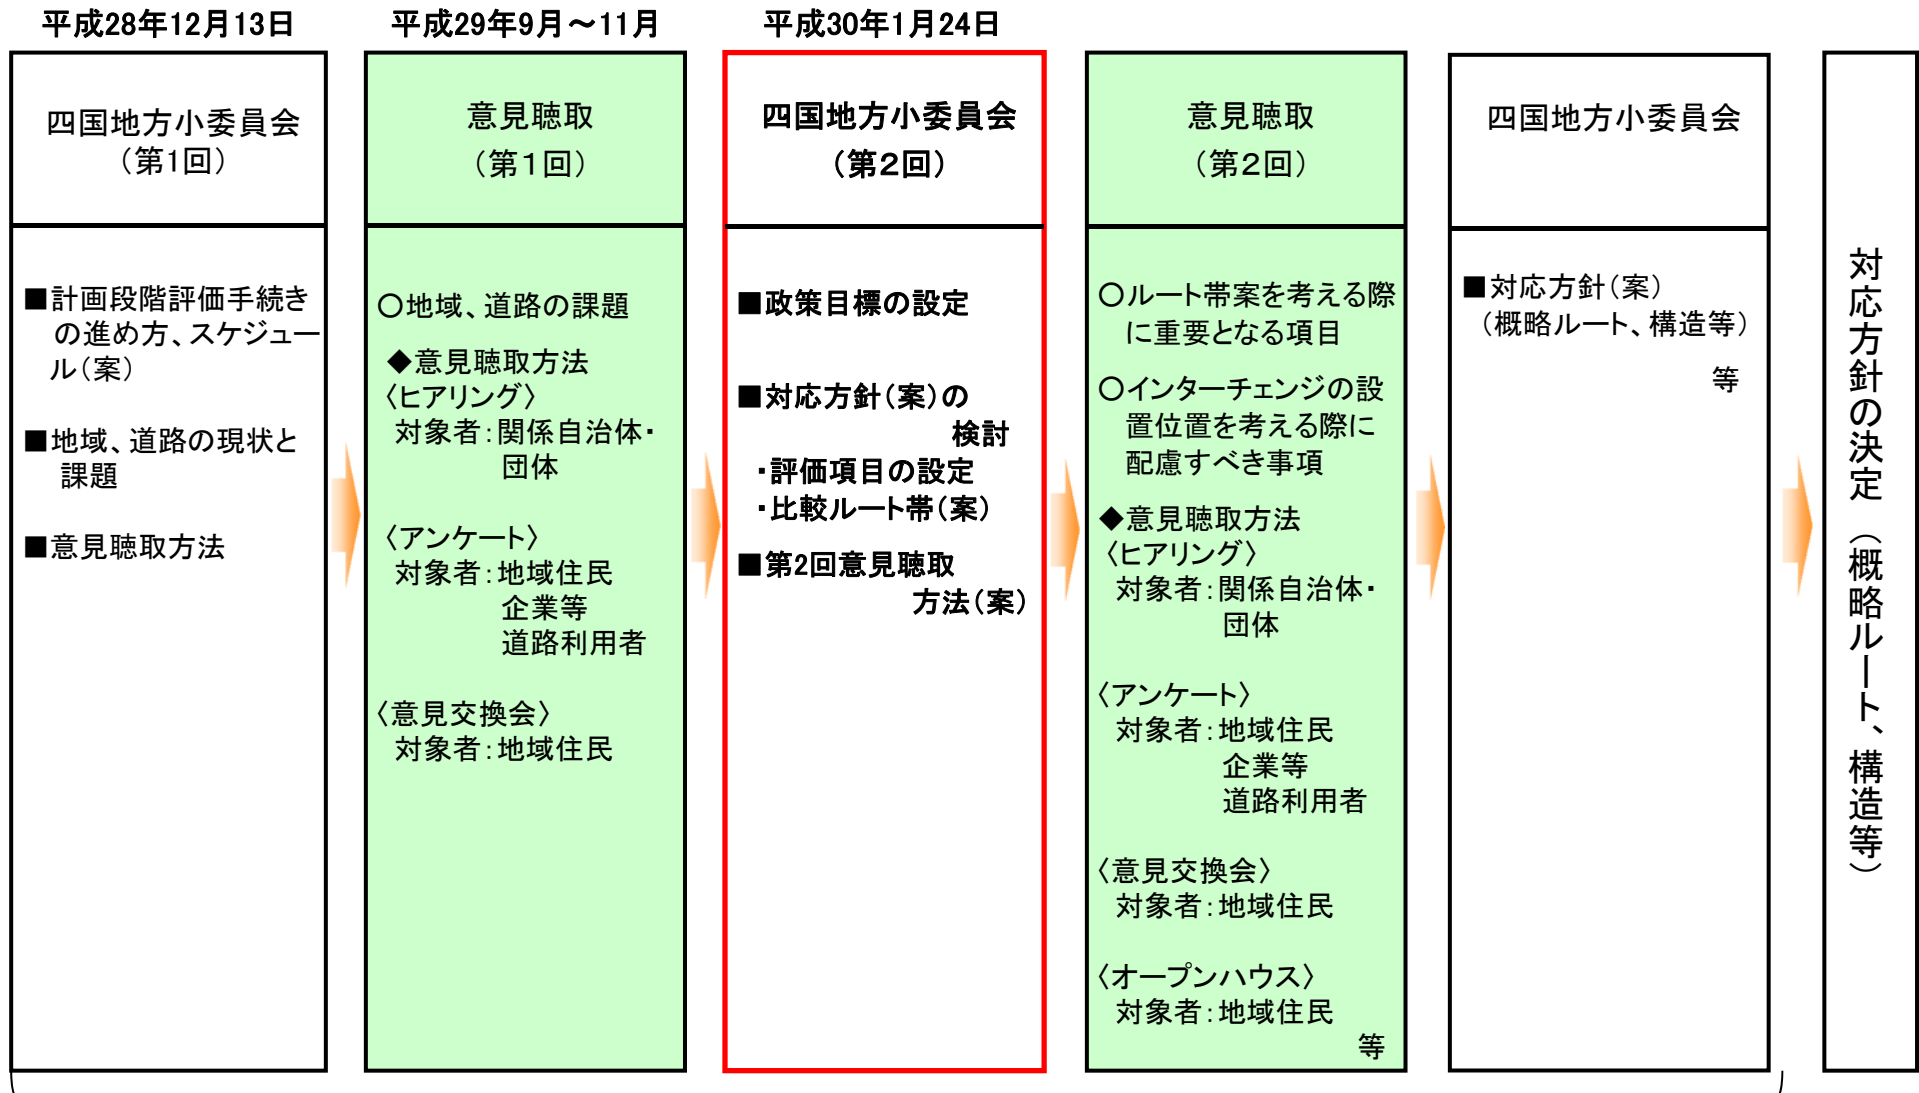 平成28年12月13日
四国地方小委員会
（第1回）
■計画段階評価手続き
の進め方、スケジュー
ル（案）
■地域、道路の現状と
課題
■意見聴取方法
平成29年9月～11月
意見聴取
（第１回）
○地域、道路の課題
◆意見聴取方法
〈ヒアリング〉
対象者：関係自治体・
団体
〈アンケート〉
対象者：地域住民
企業等
道路利用者
〈意見交換会〉
対象者：地域住民
平成30年1月24日
四国地方小委員会
（第２回）
■政策目標の設定
■対応方針（案）の
検討
・評価項目の設定
・比較ルート帯（案）
■第2回意見聴取
方法（案）
意見聴取
（第２回）
○ルート帯案を考える際
に重要となる項目
○インターチェンジの設
置位置を考える際に
配慮すべき事項
◆意見聴取方法
〈ヒアリング〉
対象者：関係自治体・
団体
〈アンケート〉
対象者：地域住民
企業等
道路利用者
〈意見交換会〉
対象者：地域住民
〈オープンハウス〉
対象者：地域住民
等
四国地方小委員会
■対応方針（案）
（概略ルート、構造等）
等
対応方針の決定（概略ルート、構造等）